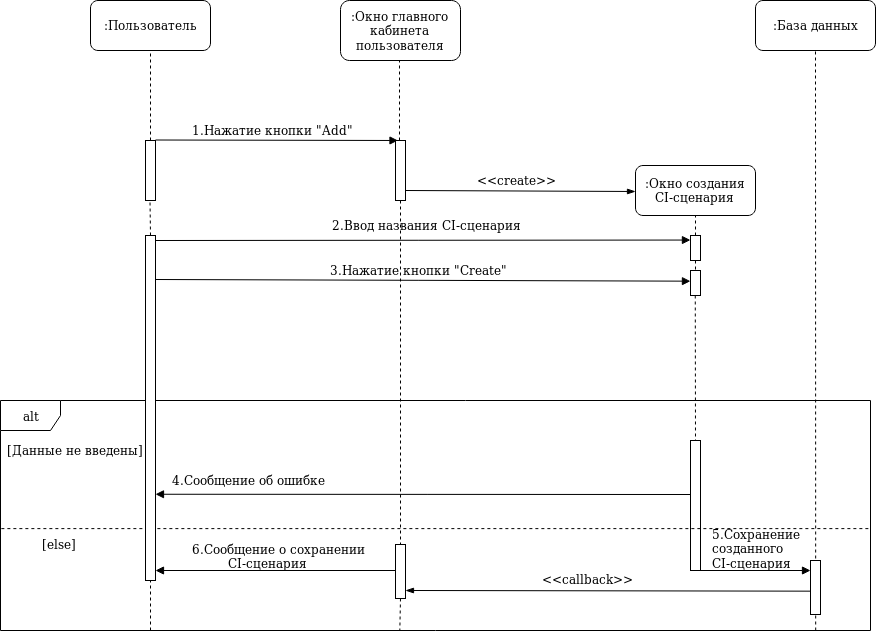 :Пользователь
:Окно главного
кабинета
пользователя
:База данных
1.Нажатие кнопки "Add"
<<create>>
:Окно создания
CI-сценария
2.Ввод названия CI-сценария
3.Нажатие кнопки "Create"
alt
[Данные не введены]
4.Сообщение об ошибке
[else]
5.Сохранение
созданного
CI-сценария
6.Сообщение о сохранении
CI-сценария
<<callback>>